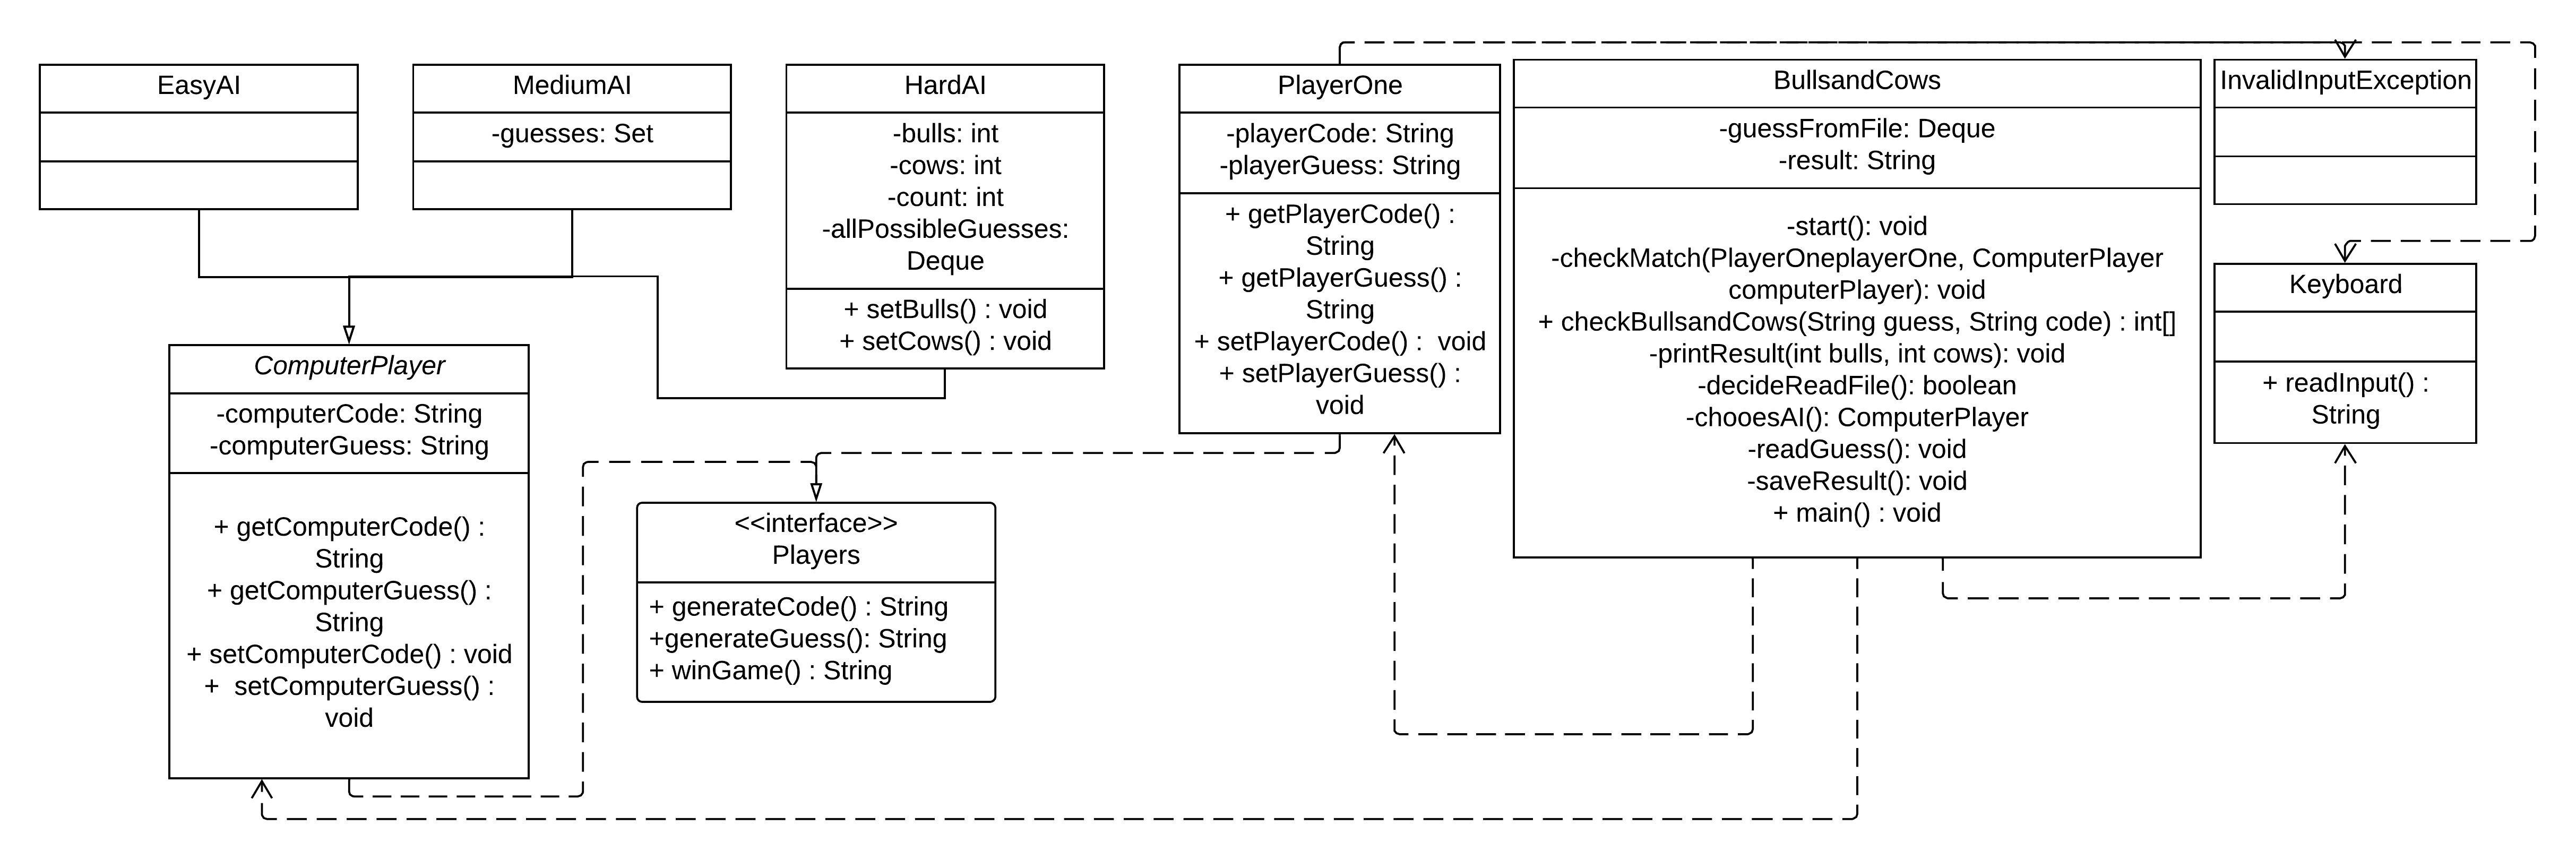 EasyAI
MediumAI
-guesses: Set
HardAI
-bulls: int
-cows: int
-count: int
-allPossibleGuesses:
Deque
+ setBulls() : void
+ setCows() : void
PlayerOne
-playerCode: String
-playerGuess: String
+ getPlayerCode() :
String
+ getPlayerGuess() :
String
+ setPlayerCode() :  void
+ setPlayerGuess() :
void
BullsandCows
-guessFromFile: Deque
-result: String
-start(): void
-checkMatch(PlayerOneplayerOne, ComputerPlayer
computerPlayer): void
+ checkBullsandCows(String guess, String code) : int[]
-printResult(int bulls, int cows): void
-decideReadFile(): boolean
-chooesAI(): ComputerPlayer
-readGuess(): void
-saveResult(): void
+ main() : void
InvalidInputException
Keyboard
+ readInput() :
String
ComputerPlayer
-computerCode: String
-computerGuess: String
+ getComputerCode() :
String
+ getComputerGuess() :
String
+ setComputerCode() : void
+  setComputerGuess() :
void
<<interface>>
Players
+ generateCode() : String
+generateGuess(): String
+ winGame() : String